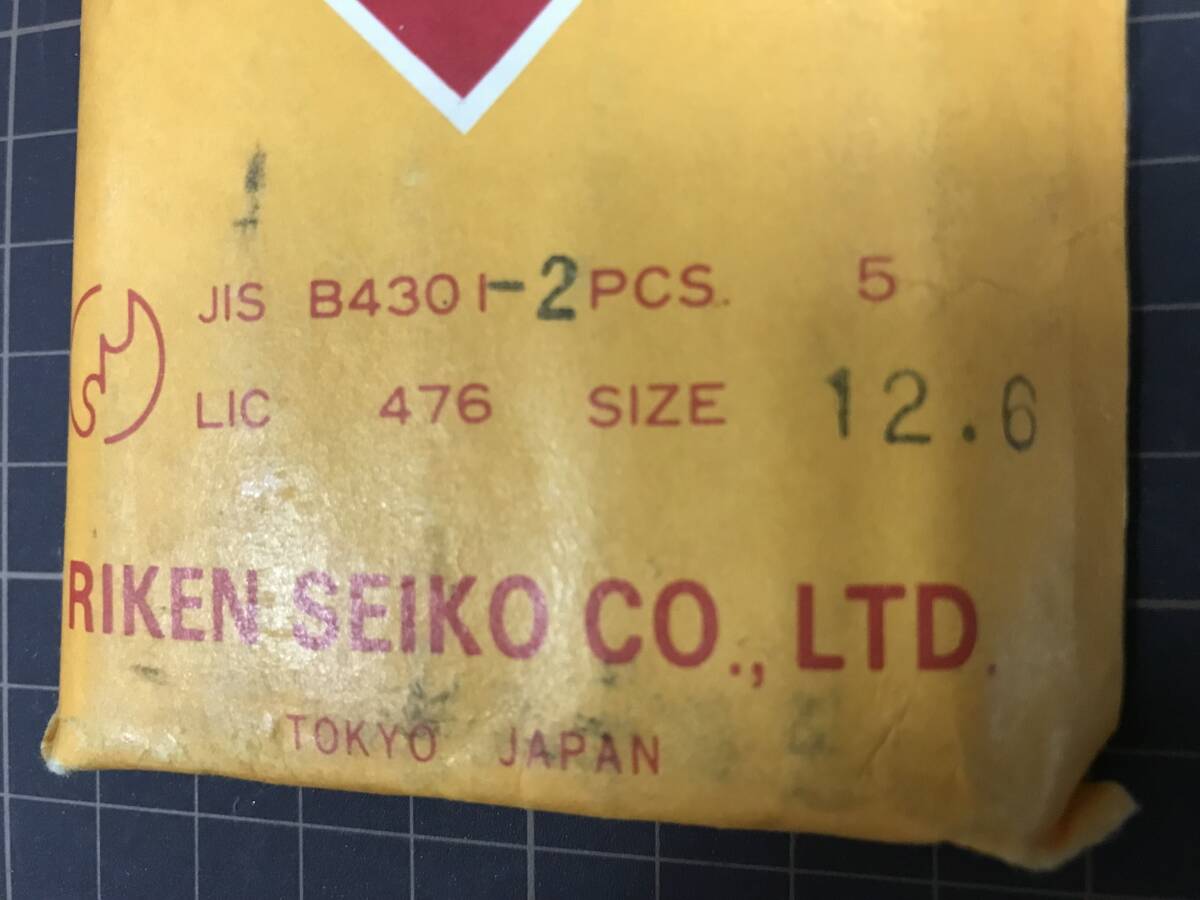 JIS B4301-2 PCS. 5
LIC 476 SIZE 12.6
RIKEN SEIKO CO., LTD.
TOKYO JAPAN